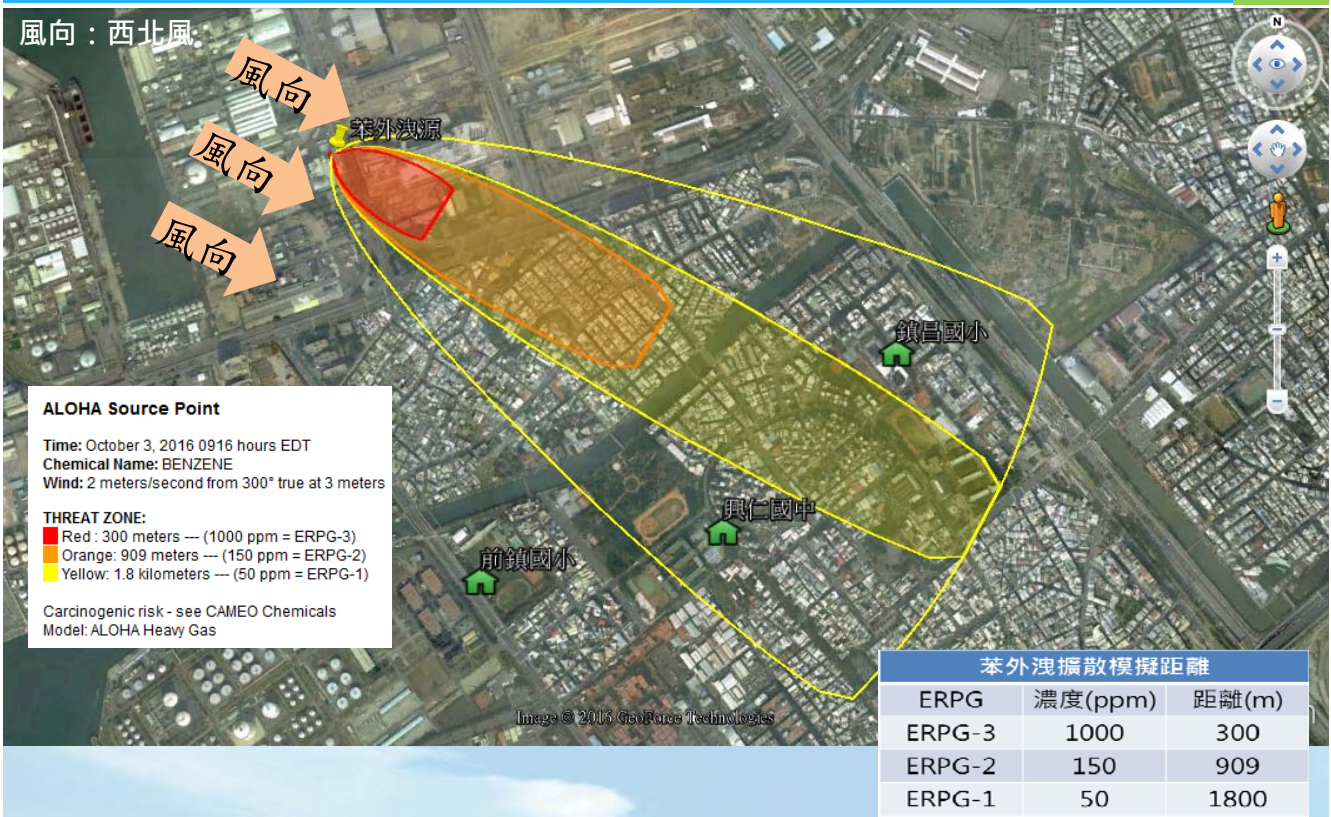 風向：西北風
N
風向
風向
風向
苯外洩源
鎮昌國小
興仁國中
前鎮國小
ALOHA Source Point
Time: October 3, 2016 0916 hours EDT
Chemical Name: BENZENE
Wind: 2 meters/second from 300° true at 3 meters
THREAT ZONE:
Red : 300 meters --- (1000 ppm = ERPG-3)
Orange: 909 meters --- (150 ppm = ERPG-2)
Yellow: 1.8 kilometers --- (50 ppm = ERPG-1)
Carcinogenic risk - see CAMEO Chemicals
Model: ALOHA Heavy Gas
Image © 2016 GeoForce Technologies
苯外洩擴散模擬距離
ERPG 濃度(ppm) 距離(m)
ERPG-3 1000 300
ERPG-2 150 909
ERPG-1 50 1800